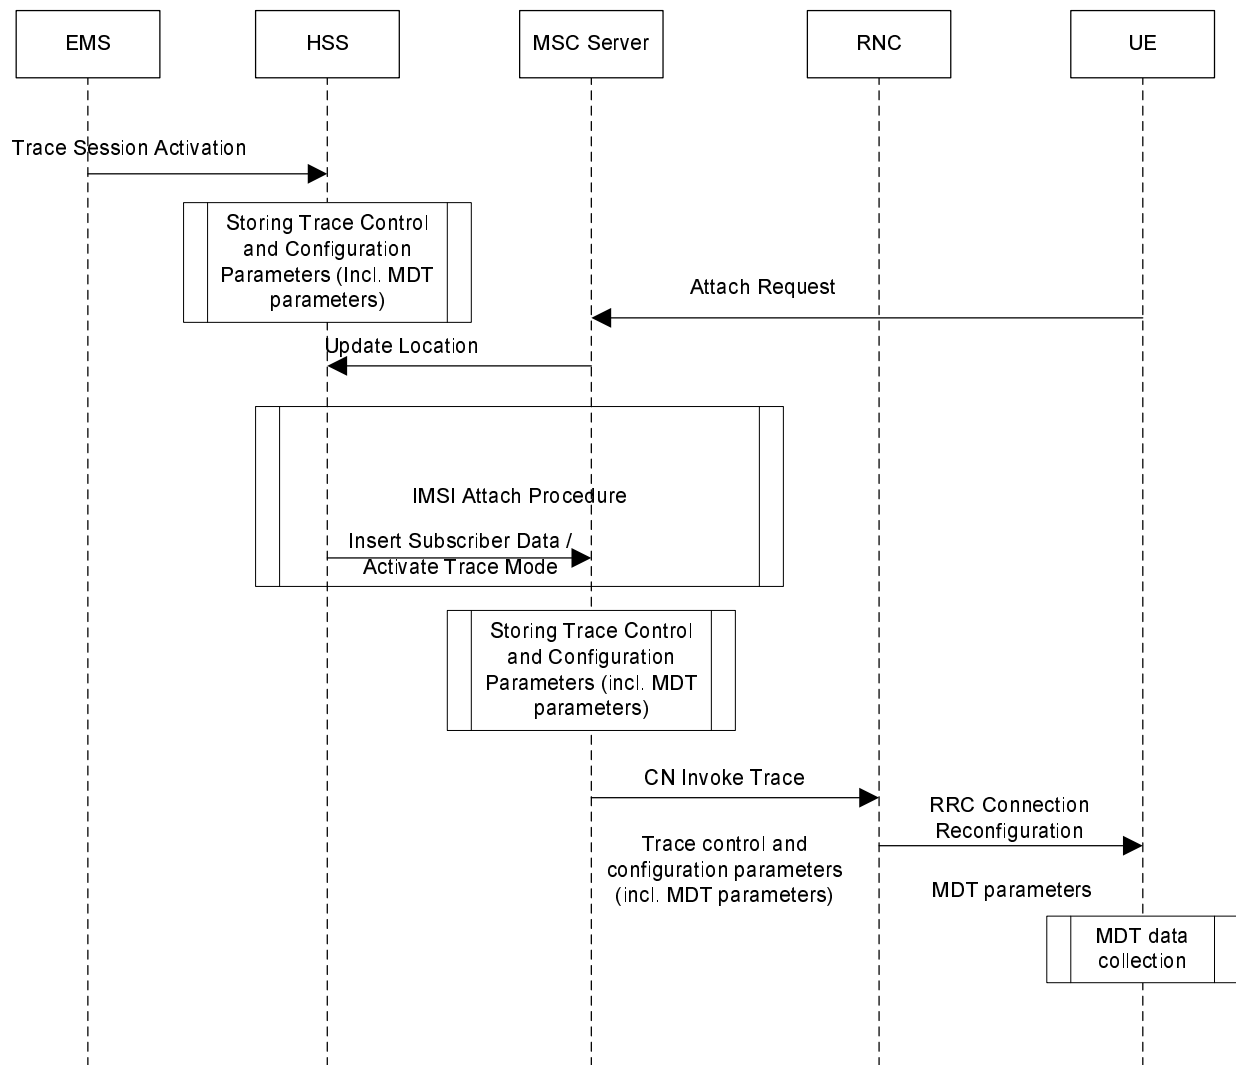 EMS
HSS
MSC Server
RNC
UE
Trace Session Activation
Storing Trace Control
and Configuration
Parameters (Incl. MDT
parameters)
Attach Request
Update Location
IMSI Attach Procedure
Insert Subscriber Data /
Activate Trace Mode
Storing Trace Control
and Configuration
Parameters (incl. MDT
parameters)
CN Invoke Trace
Trace control and
configuration parameters
(incl. MDT parameters)
RRC Connection
Reconfiguration
MDT parameters
MDT data
collection